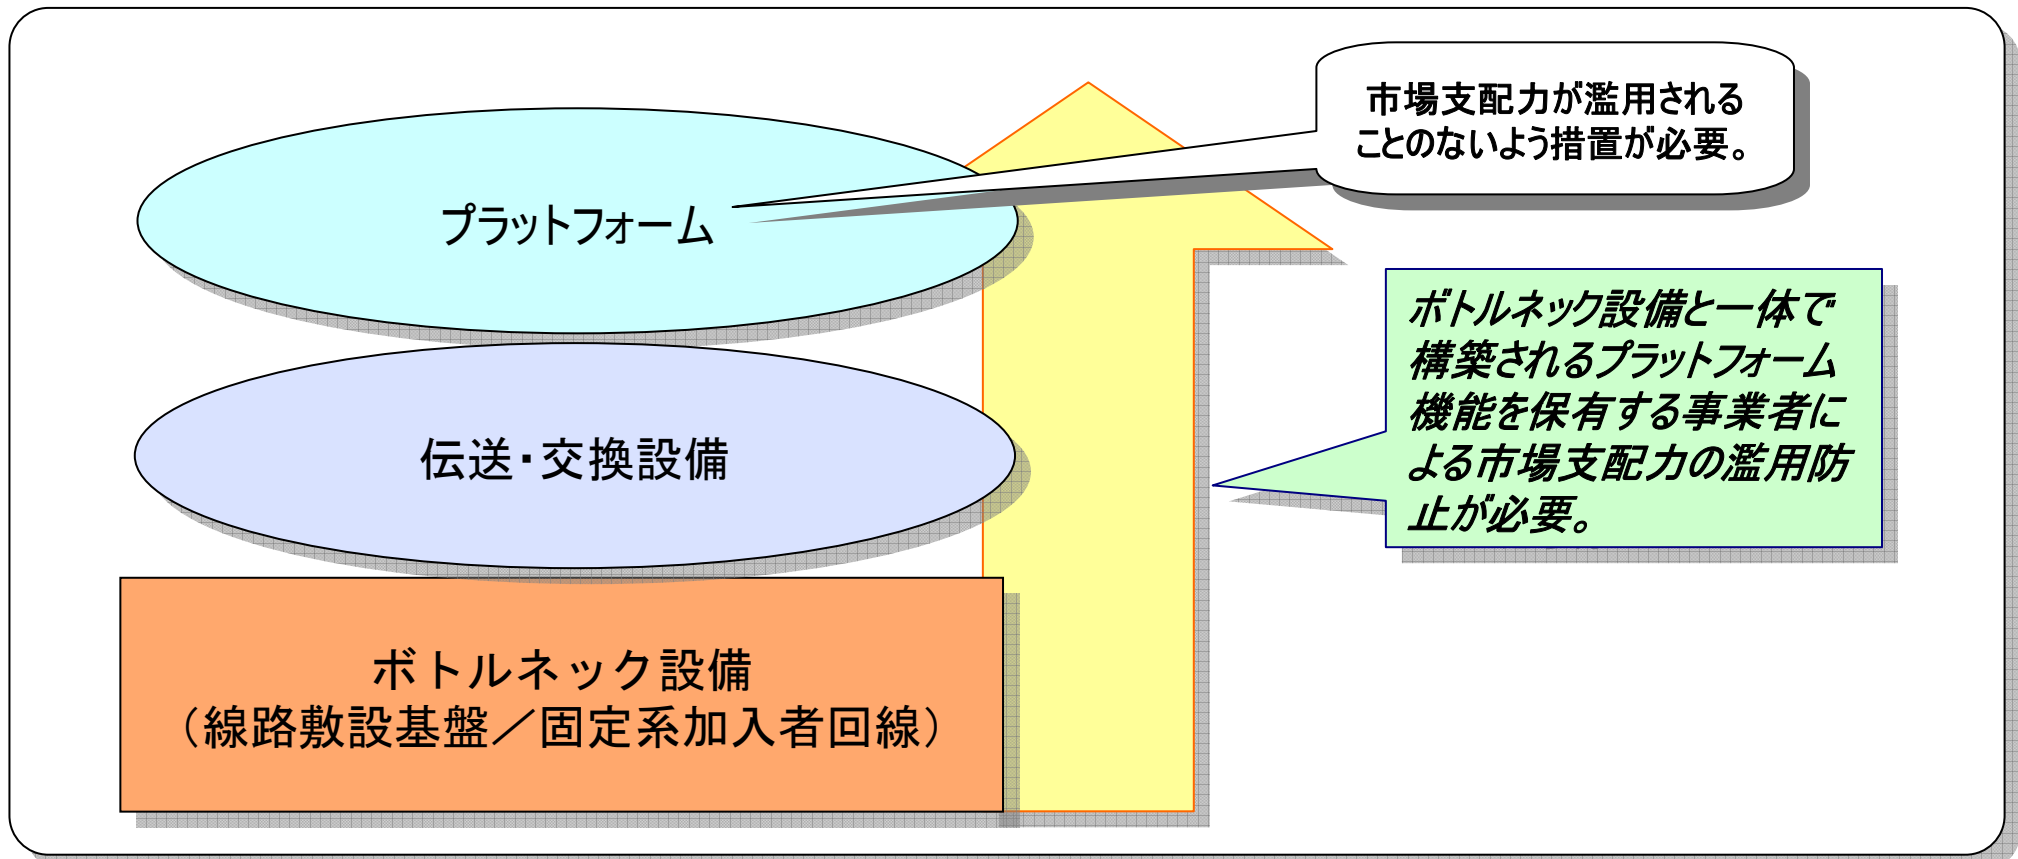 市場支配力が濫用される
ことのないよう措置が必要。
プラットフォーム
ボトルネック設備と一体で
構築されるプラットフォーム
機能を保有する事業者に
よる市場支配力の濫用防
止が必要。
伝送・交換設備
ボトルネック設備
（線路敷設基盤／固定系加入者回線）